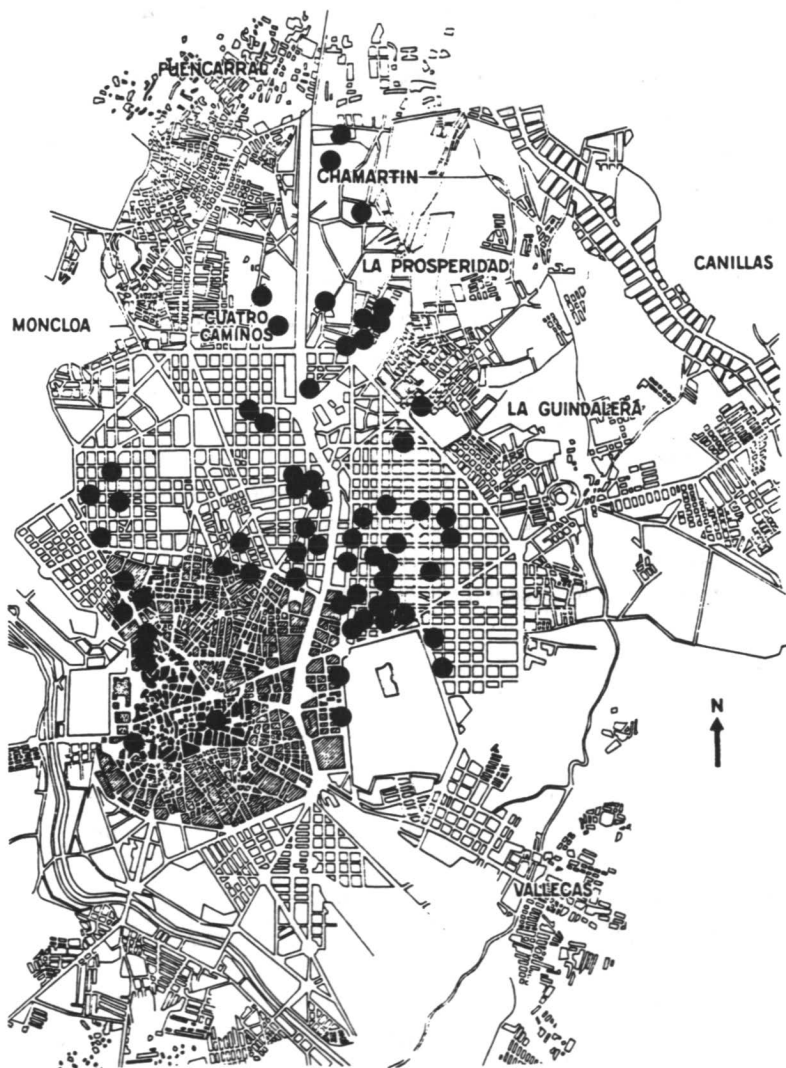 FUENCARRAL
CHAMARTIN
LA PROSPERIDAD
CANILLAS
MONCLOA
CUATRO
CAMINOS
LA GUINDALERA
N
VALLECAS